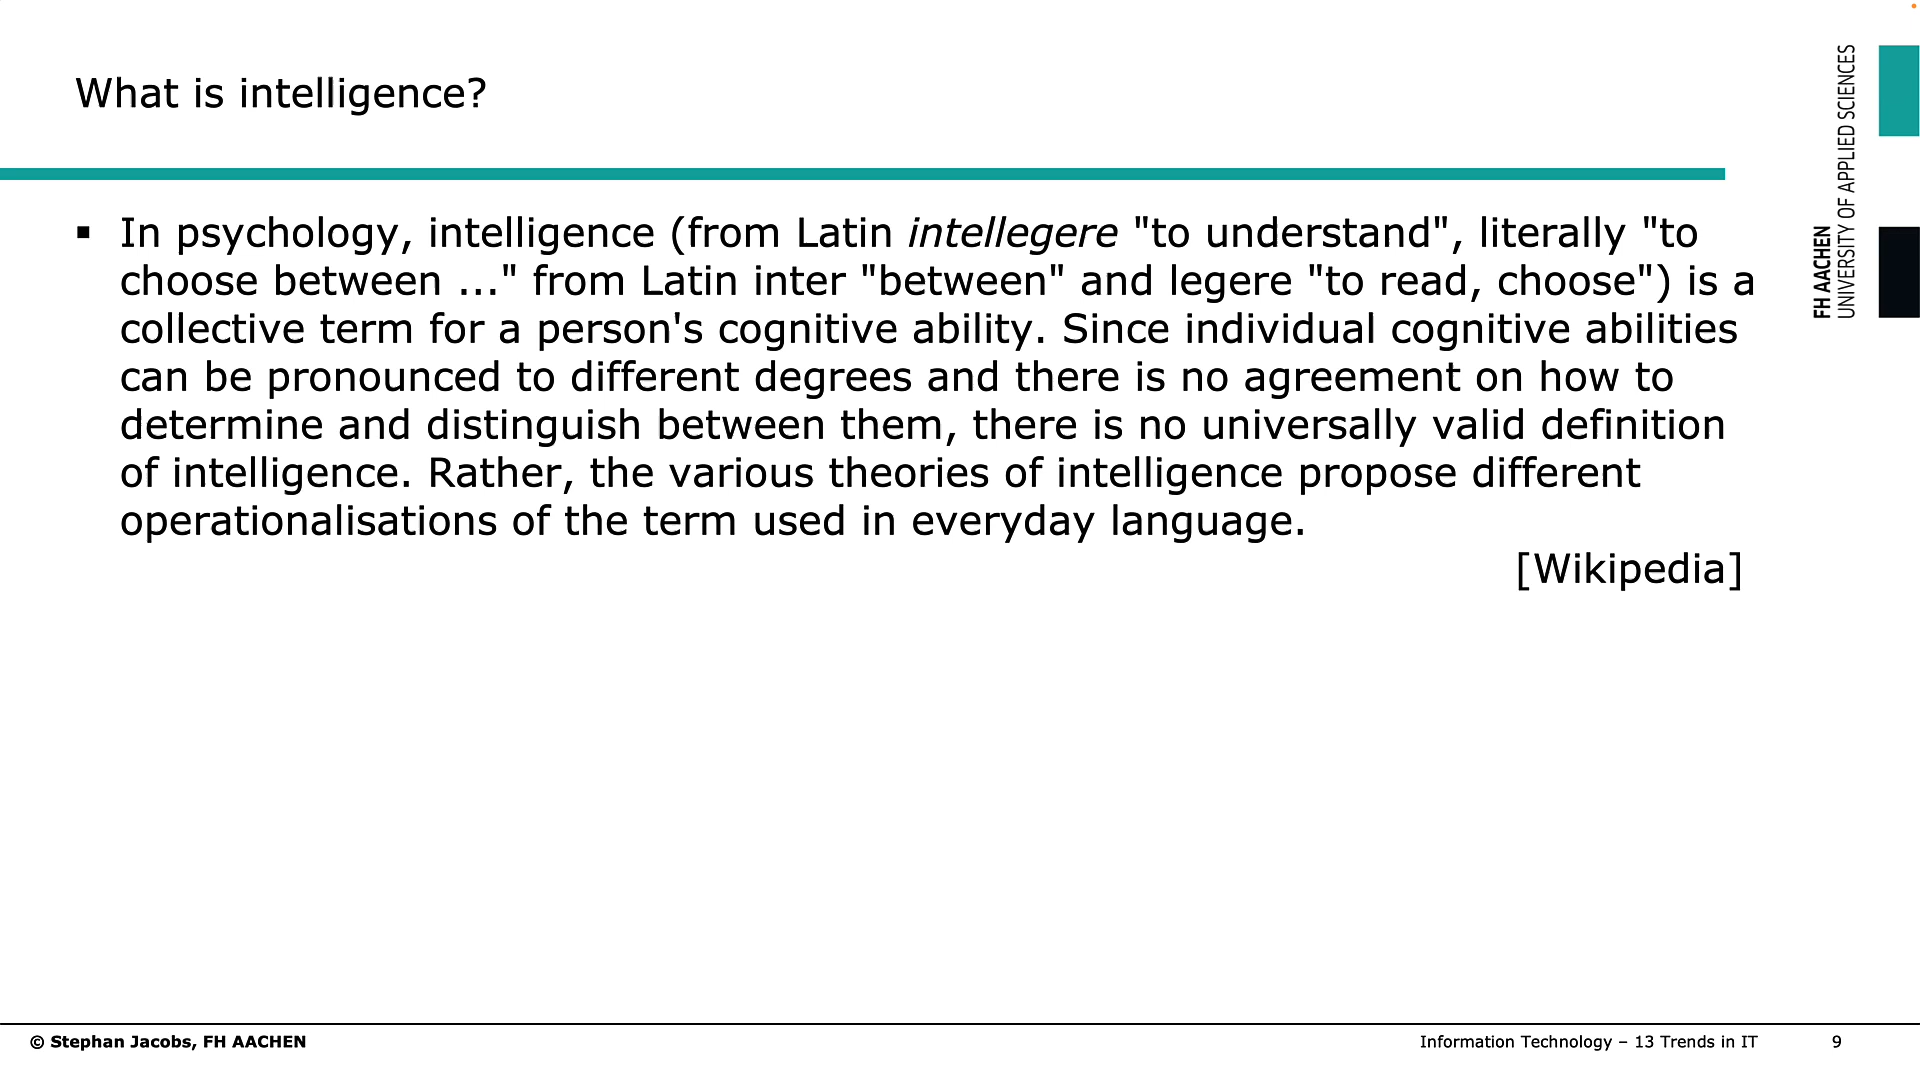 What is intelligence?
▪ In psychology, intelligence (from Latin intellegere "to understand", literally "to
choose between ..." from Latin inter "between" and legere "to read, choose") is a
collective term for a person's cognitive ability. Since individual cognitive abilities
can be pronounced to different degrees and there is no agreement on how to
determine and distinguish between them, there is no universally valid definition
of intelligence. Rather, the various theories of intelligence propose different
operationalisations of the term used in everyday language.
[Wikipedia]
FH AACHEN
UNIVERSITY OF APPLIED SCIENCES
© Stephan Jacobs, FH AACHEN
Information Technology – 13 Trends in IT
9